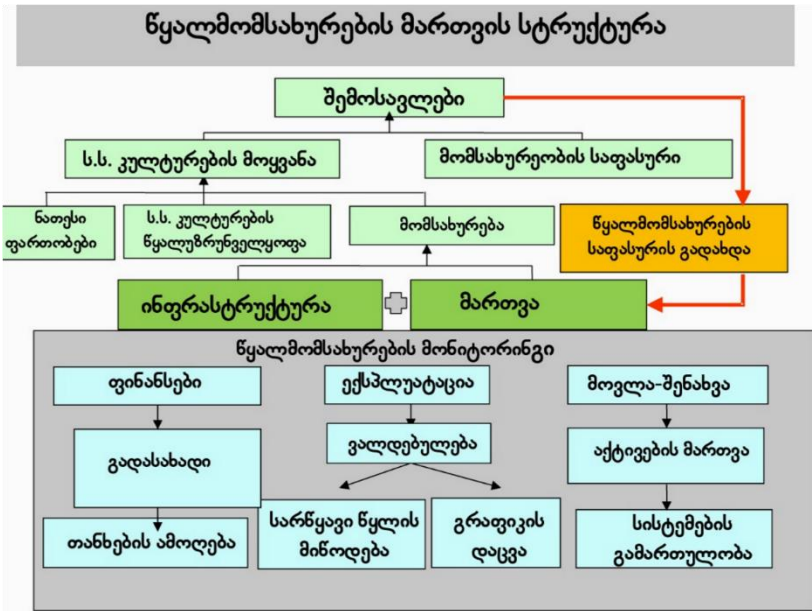 წყალმომსახურების მართვის სტრუქტურა
შემოსავლები
ს.ს. კულტურების მოყვანა
მომსახურეობის საფასური
ნათესი
ფართობები
ს.ს. კულტურების
წყალუზრუნველყოფა
მომსახურება
წყალმომსახურების
საფასურის გადახდა
ინფრასტრუქტურა
მართვა
წყალმომსახურების მონიტორინგი
ფინანსები
ექსპლუატაცია
მოვლა-შენახვა
გადასახადი
ვალდებულება
აქტივების მართვა
თანხების ამოღება
სარწყავი წყლის
მიწოდება
გრაფიკის
დაცვა
სისტემების
გამართულობა